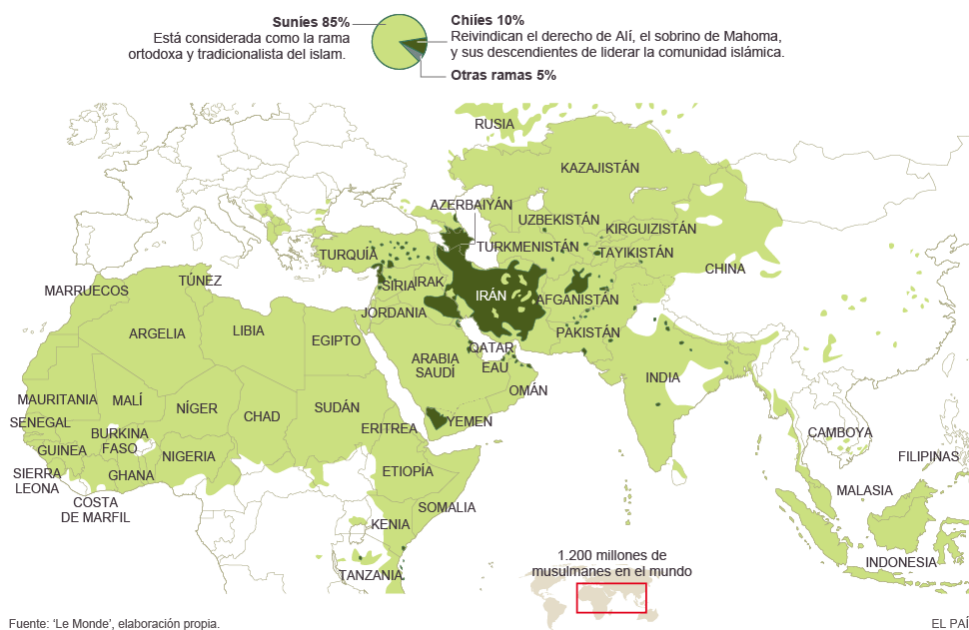 Suníes 85%
Está considerada como la rama
ortodoxa y tradicionalista del islam.
Chiíes 10%
Reivindican el derecho de Alí, el sobrino de Mahoma,
y sus descendientes de liderar la comunidad islámica.
Otras ramas 5%
RUSIA
KAZAJISTÁN
AZERBAIYÁN
UZBEKISTÁN
KIRGUIZISTÁN
TURQUÍA
TURKMENISTÁN
TAYIKISTÁN
CHINA
TÚNEZ
SIRIA
IRAK
IRÁN
AFGANISTÁN
MARRUECOS
JORDANIA
ARGELIA
LIBIA
EGIPTO
PAKISTÁN
QATAR
ARABIA
SAUDÍ
EAU
INDIA
OMÁN
MAURITANIA
MALÍ
NÍGER
CHAD
SUDÁN
YEMEN
SENEGAL
BURKINA
FASO
ERITREA
CAMBOYA
GUINEA
NIGERIA
FILIPINAS
SIERRA
LEONA
GHANA
ETIOPÍA
MALASIA
COSTA
DE MARFIL
SOMALIA
KENIA
INDONESIA
TANZANIA
1.200 millones de
musulmanes en el mundo
Fuente: ‘Le Monde’, elaboración propia.
EL PAÍ